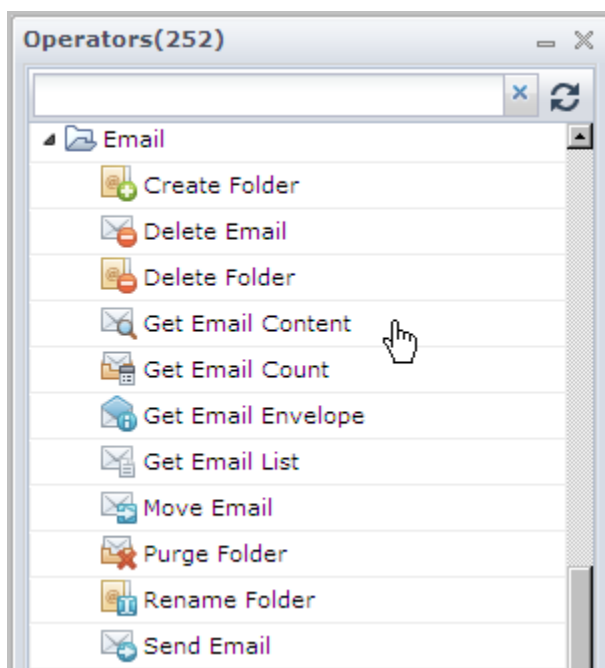 Operators(252)
Email
Create Folder
Delete Email
Delete Folder
Get Email Content
Get Email Count
Get Email Envelope
Get Email List
Move Email
Purge Folder
Rename Folder
Send Email